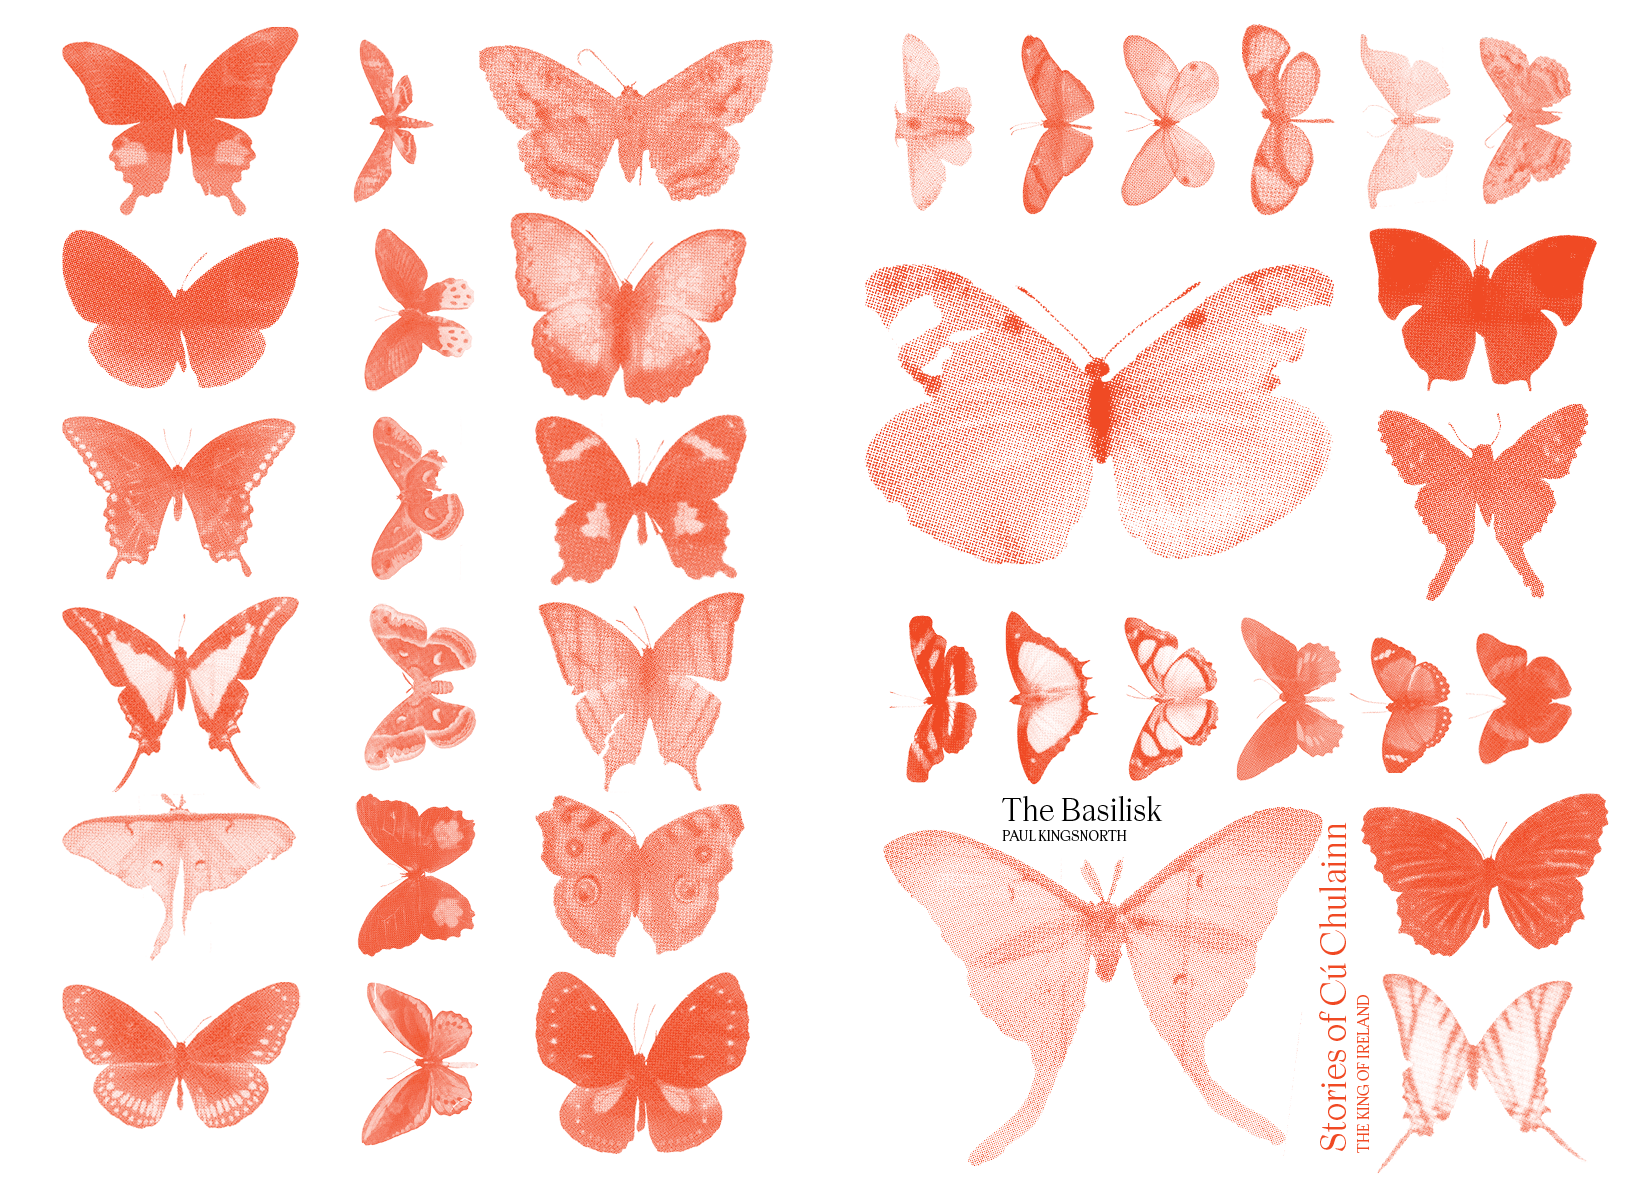 The Basilisk
PAUL KINGSNORTH
Stories of Cú Chulainn
THE KING OF IRELAND